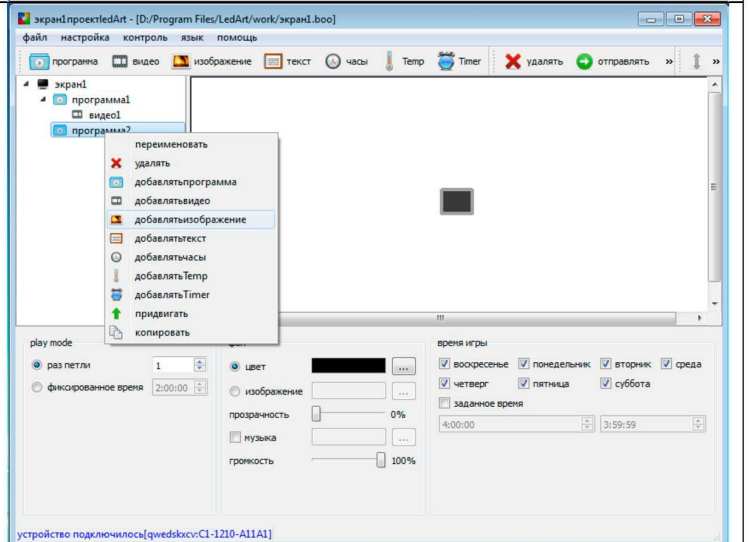 экран1проектledArt - [D:/Program Files/LedArt/work/экран1.boo]
файл настройка контроль язык помощь
программа видео изображение текст часы Temp Timer удалять отправлять » »
экран1
программа1
видео1
программа2
переименовать
удалять
добавлятьпрограмма
добавлятьвидео
добавлятьизображение
добавлятьтекст
добавлятьчасы
добавлятьTemp
добавлятьTimer
придвигать
копировать
play mode
раз петли 1
фиксированное время 2:00:00
фон
цвет ...
изображение ...
прозрачность 0%
музыка ...
громкость 100%
время игры
воскресенье понедельник вторник среда
четверг пятница суббота
заданное время
4:00:00 3:59:59
устройство подключилось[qwedskxcv:C1-1210-A11A1]